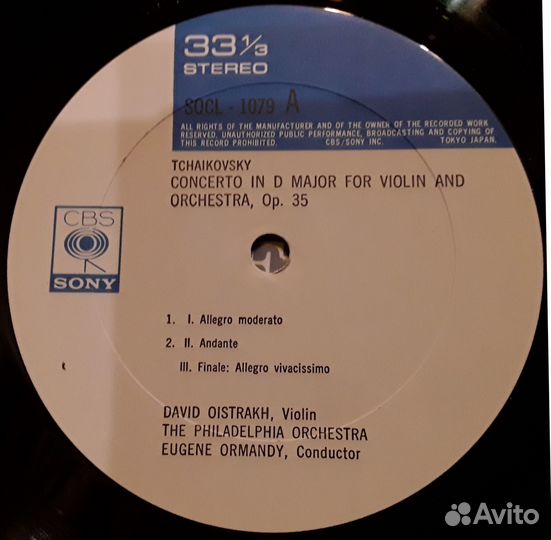 33 1/3
STEREO
SOCL - 1079 A
ALL RIGHTS OF THE MANUFACTURER AND OF THE OWNER OF THE RECORDED WORK
RESERVED. UNAUTHORIZED PUBLIC PERFORMANCE, BROADCASTING AND COPYING OF
THIS RECORD PROHIBITED. CBS/SONY INC. TOKYO JAPAN.
TCHAIKOVSKY
CONCERTO IN D MAJOR FOR VIOLIN AND
ORCHESTRA, Op. 35
CBS
SONY
1. I. Allegro moderato
2. II. Andante
III. Finale: Allegro vivacissimo
DAVID OISTRAKH, Violin
THE PHILADELPHIA ORCHESTRA
EUGENE ORMANDY, Conductor
Avito